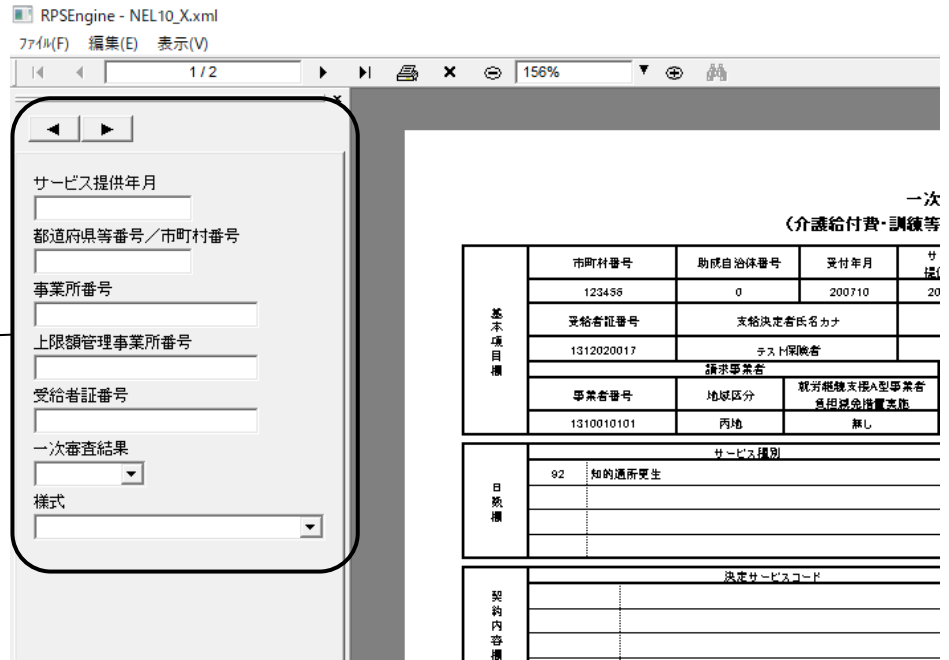 RPSEngine - NEL10_X.xml
ファイル(F) 編集(E) 表示(V)
1 / 2
156%
サービス提供年月
都道府県等番号／市町村番号
事業所番号
上限額管理事業所番号
受給者証番号
一次審査結果
様式
一次
（介護給付費・訓練等
基本項目欄
市町村番号 助成自治体番号 受付年月 サ
提供
123456 0 200710 20
受給者証番号 支給決定者氏名カナ
1312020017 テスト保険者
請求事業者
事業者番号 地域区分 就労継続支援A型事業者
負担減免措置実施
1310010101 丙地 無し
日数欄
サービス種別
92 知的通所更生
契約内容欄
決定サービスコード